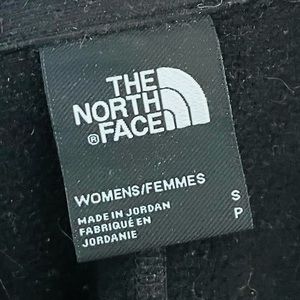 THE
NORTH
® FACE
WOMENS/FEMMES
MADE IN JORDAN
FABRIQUÉ EN
JORDANIE
S
P